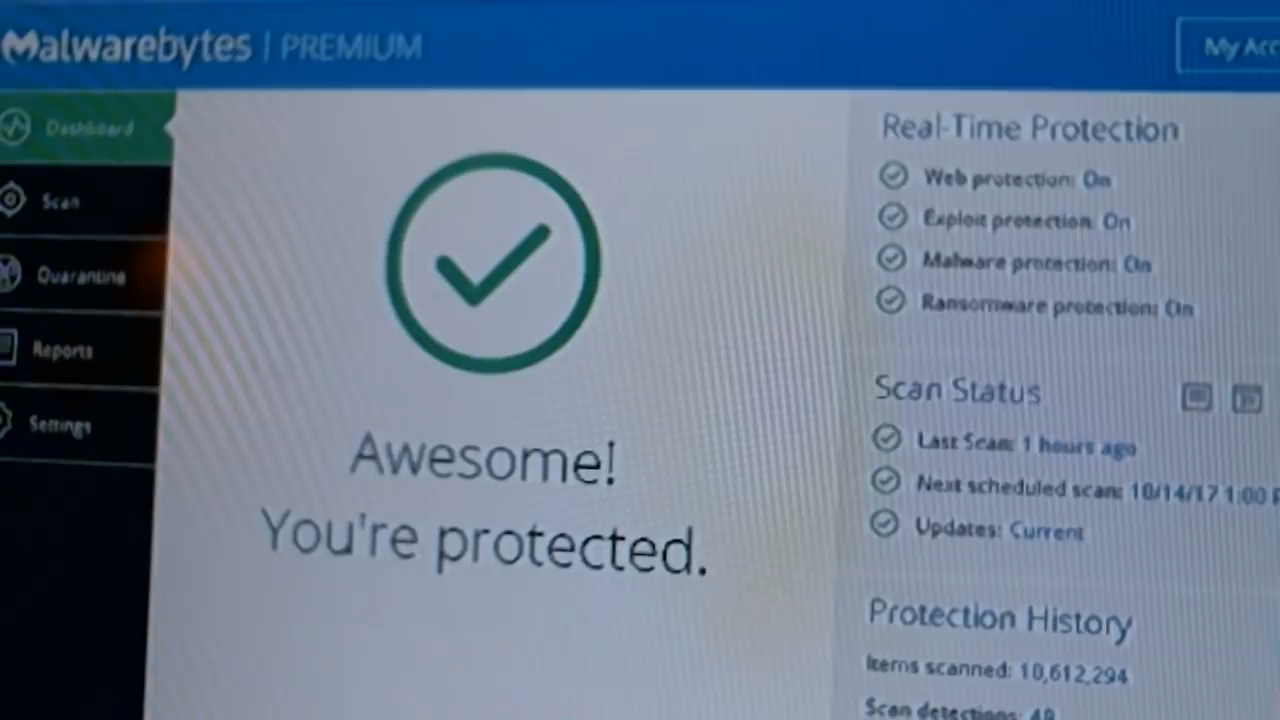 Malwarebytes | PREMIUM
My Acc
Dashboard
Scan
Quarantine
Reports
Settings
Awesome!
You're protected.
Real-Time Protection
Web protection: On
Exploit protection: On
Malware protection: On
Ransomware protection: On
Scan Status
Last Scan: 1 hours ago
Next scheduled scan: 10/14/17 1:00 P
Updates: Current
Protection History
Items scanned: 10,612,294
Scan detections: 49